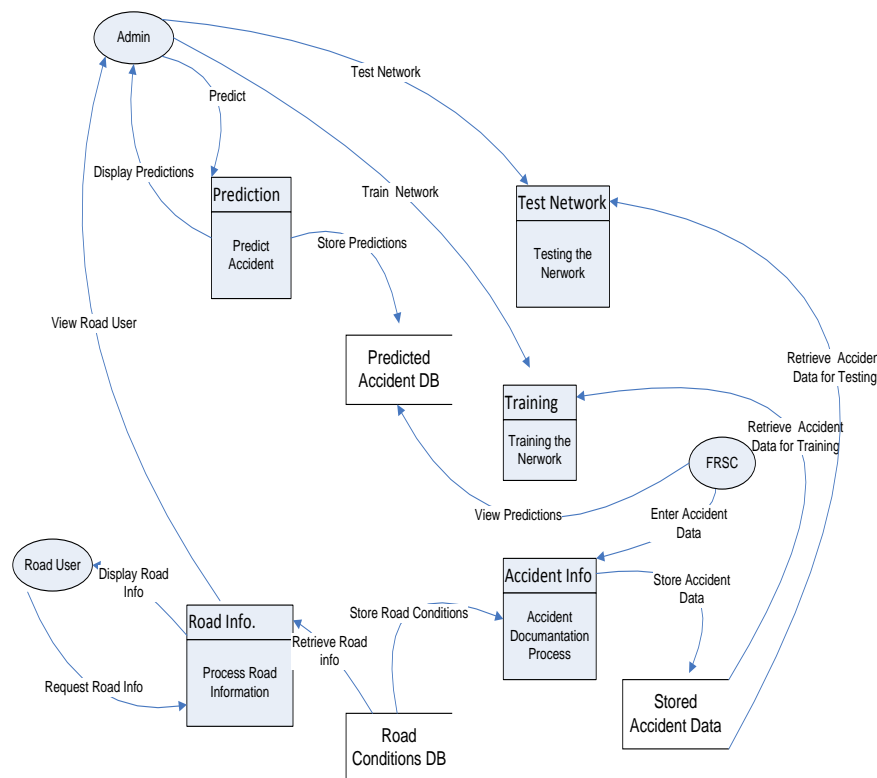 Admin
Test Network
Predict
Display Predictions
Train Network
Prediction
Predict
Accident
Store Predictions
Test Network
Testing the
Nerwork
View Road User
Predicted
Accident DB
Retrieve Accider
Data for Testing
Training
Training the
Nerwork
Retrieve Accident
Data for Training
FRSC
View Predictions
Enter Accident
Data
Road User
Display Road
Info
Accident Info
Accident
Documantation
Process
Store Accident
Data
Road Info.
Process Road
Information
Retrieve Road
info
Store Road Conditions
Request Road Info
Road
Conditions DB
Stored
Accident Data